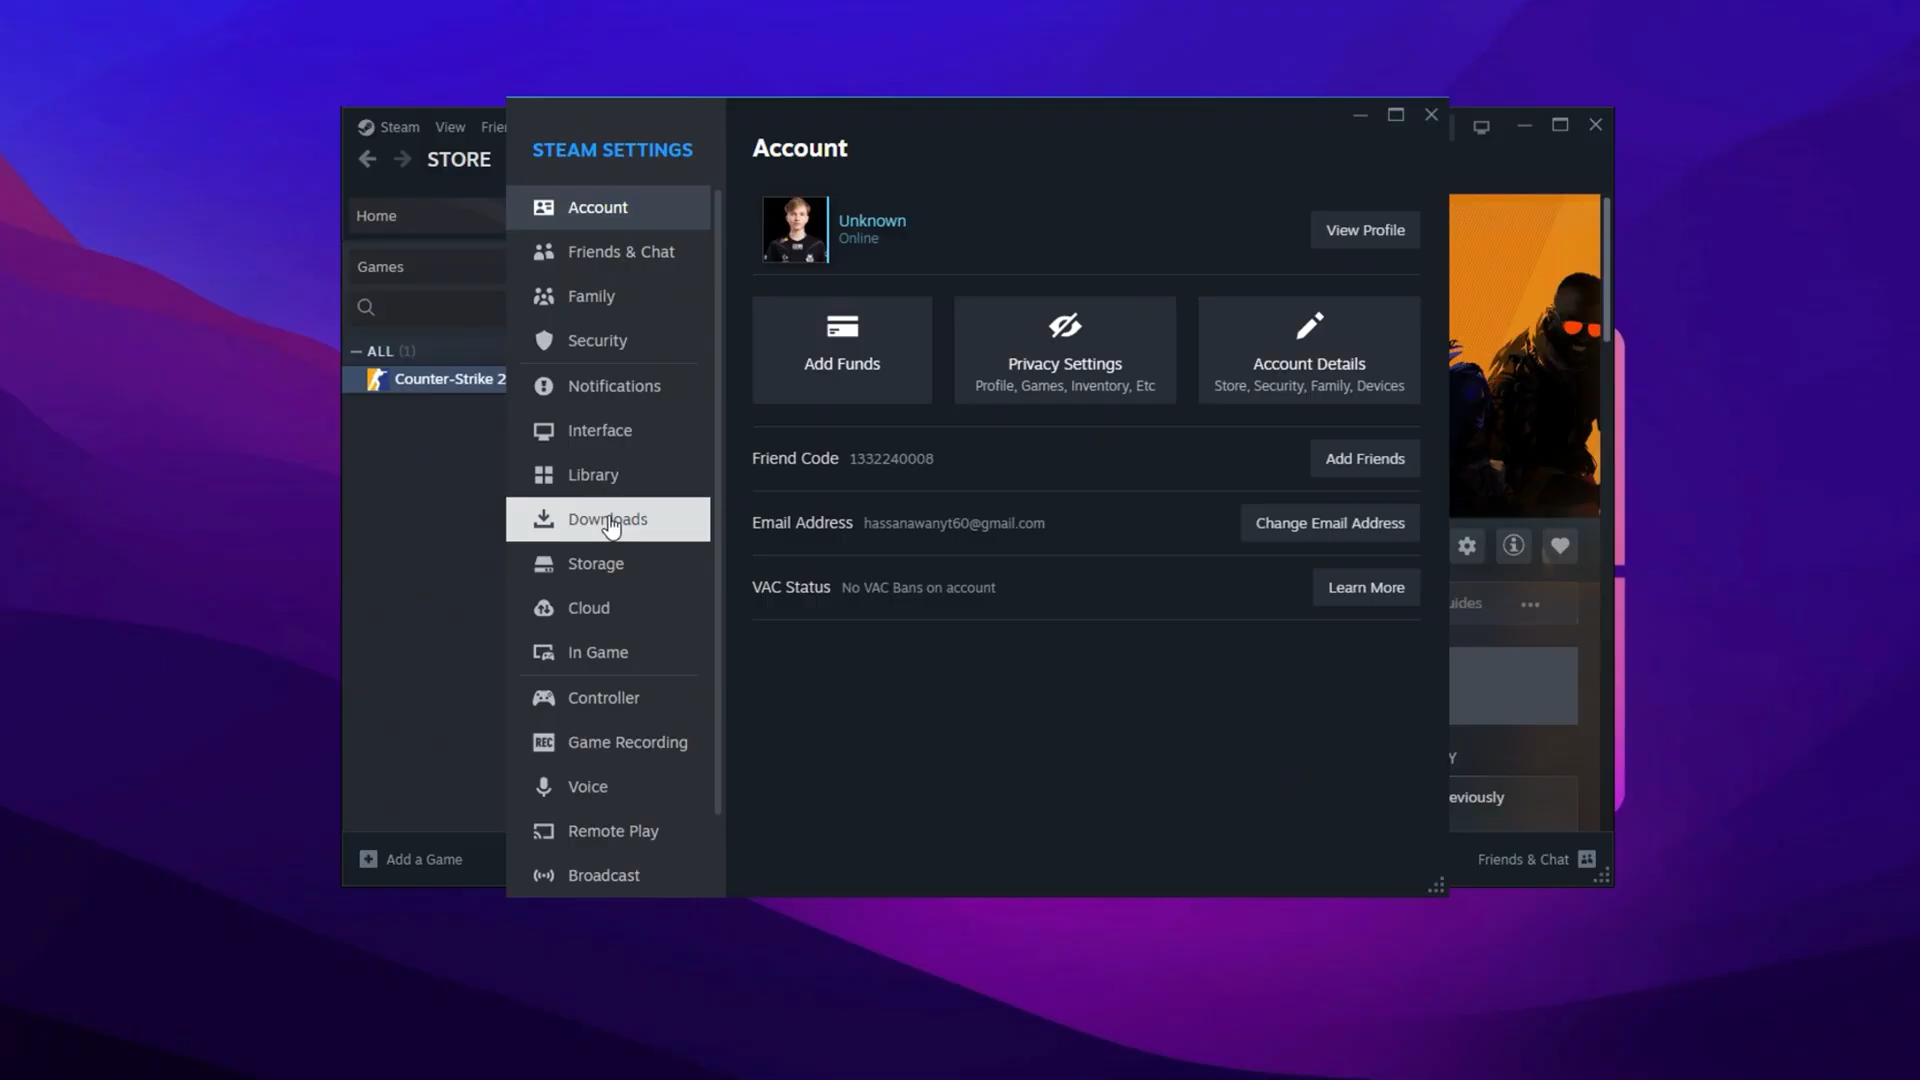 Steam View
STORE
Home
Games
ALL (1)
Counter-Strike 2
Add a Game
STEAM SETTINGS
Account
Friends & Chat
Family
Security
Notifications
Interface
Library
Downloads
Storage
Cloud
In Game
Controller
REC Game Recording
Voice
Remote Play
Broadcast
Account
Unknown
Online
View Profile
Add Funds
Privacy Settings
Profile, Games, Inventory, Etc
Account Details
Store, Security, Family, Devices
Friend Code 1332240008
Add Friends
Email Address hassanawanyt60@gmail.com
Change Email Address
VAC Status No VAC Bans on account
Learn More
Friends & Chat